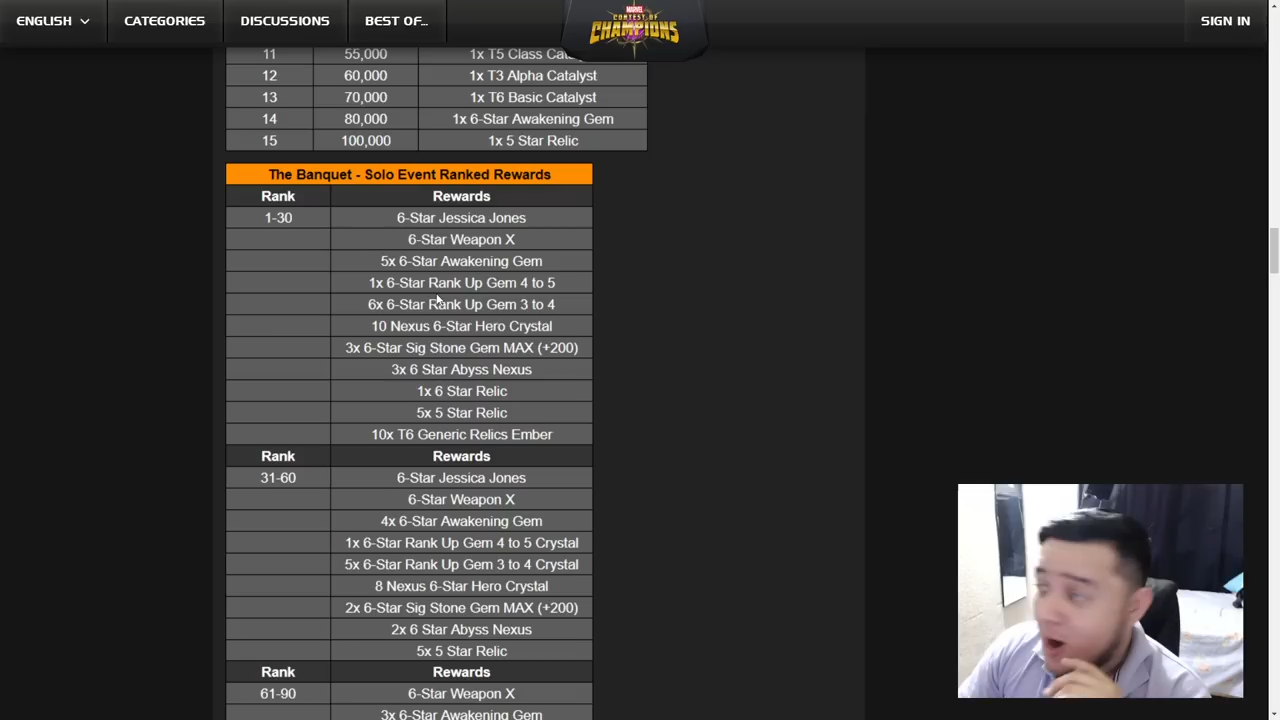 ENGLISH CATEGORIES DISCUSSIONS BEST OF... MARVEL CONTEST OF CHAMPIONS SIGN IN
11 55,000 1x T5 Class
12 60,000 1x T3 Alpha Catalyst
13 70,000 1x T6 Basic Catalyst
14 80,000 1x 6-Star Awakening Gem
15 100,000 1x 5 Star Relic
The Banquet - Solo Event Ranked Rewards
Rank Rewards
1-30 6-Star Jessica Jones
6-Star Weapon X
5x 6-Star Awakening Gem
1x 6-Star Rank Up Gem 4 to 5
6x 6-Star Rank Up Gem 3 to 4
10 Nexus 6-Star Hero Crystal
3x 6-Star Sig Stone Gem MAX (+200)
3x 6 Star Abyss Nexus
1x 6 Star Relic
5x 5 Star Relic
10x T6 Generic Relics Ember
Rank Rewards
31-60 6-Star Jessica Jones
6-Star Weapon X
4x 6-Star Awakening Gem
1x 6-Star Rank Up Gem 4 to 5 Crystal
5x 6-Star Rank Up Gem 3 to 4 Crystal
8 Nexus 6-Star Hero Crystal
2x 6-Star Sig Stone Gem MAX (+200)
2x 6 Star Abyss Nexus
5x 5 Star Relic
Rank Rewards
61-90 6-Star Weapon X
3x 6-Star Awakening Gem